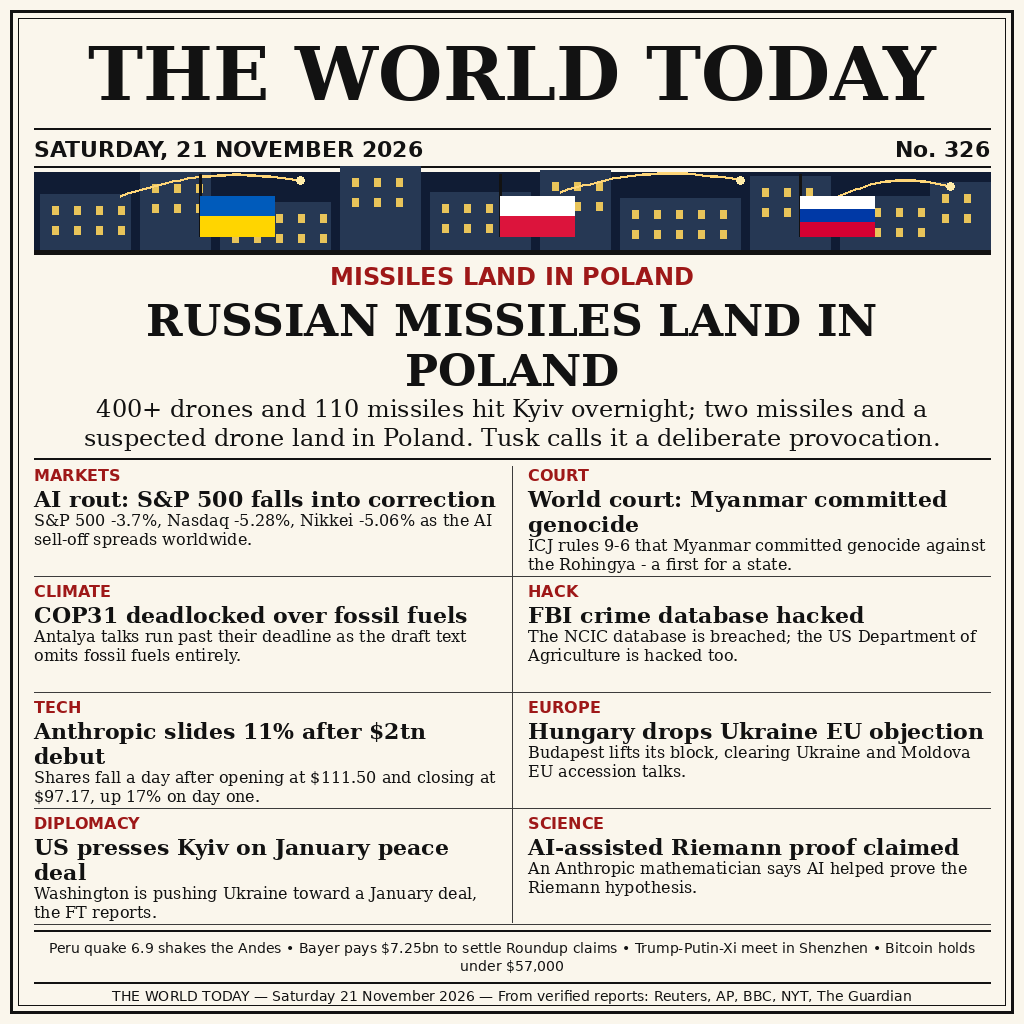 THE WORLD TODAY
SATURDAY, 21 NOVEMBER 2026
No. 326
MISSILES LAND IN POLAND
RUSSIAN MISSILES LAND IN
POLAND
400+ drones and 110 missiles hit Kyiv overnight; two missiles and a
suspected drone land in Poland. Tusk calls it a deliberate provocation.
MARKETS
AI rout: S&P 500 falls into correction
S&P 500 -3.7%, Nasdaq -5.28%, Nikkei -5.06% as the AI
sell-off spreads worldwide.
COURT
World court: Myanmar committed
genocide
ICJ rules 9-6 that Myanmar committed genocide against
the Rohingya - a first for a state.
CLIMATE
COP31 deadlocked over fossil fuels
Antalya talks run past their deadline as the draft text
omits fossil fuels entirely.
HACK
FBI crime database hacked
The NCIC database is breached; the US Department of
Agriculture is hacked too.
TECH
Anthropic slides 11% after $2tn
debut
Shares fall a day after opening at $111.50 and closing at
$97.17, up 17% on day one.
EUROPE
Hungary drops Ukraine EU objection
Budapest lifts its block, clearing Ukraine and Moldova
EU accession talks.
DIPLOMACY
US presses Kyiv on January peace
deal
Washington is pushing Ukraine toward a January deal,
the FT reports.
SCIENCE
AI-assisted Riemann proof claimed
An Anthropic mathematician says AI helped prove the
Riemann hypothesis.
Peru quake 6.9 shakes the Andes • Bayer pays $7.25bn to settle Roundup claims • Trump-Putin-Xi meet in Shenzhen • Bitcoin holds
under $57,000
THE WORLD TODAY — Saturday 21 November 2026 — From verified reports: Reuters, AP, BBC, NYT, The Guardian